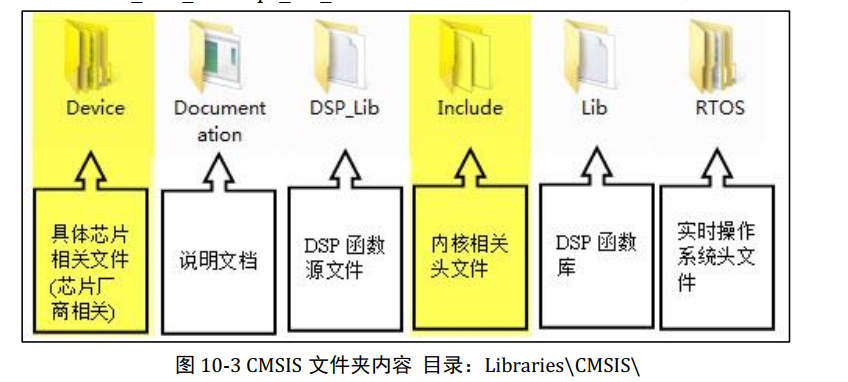 Device
Document
ation
DSP_Lib
Include
Lib
RTOS
具体芯片
相关文件
(芯片厂
商相关)
说明文档
DSP 函数
源文件
内核相关
头文件
DSP 函数
库
实时操作
系统头文
件
图 10-3 CMSIS 文件夹内容 目录：Libraries\CMSIS\